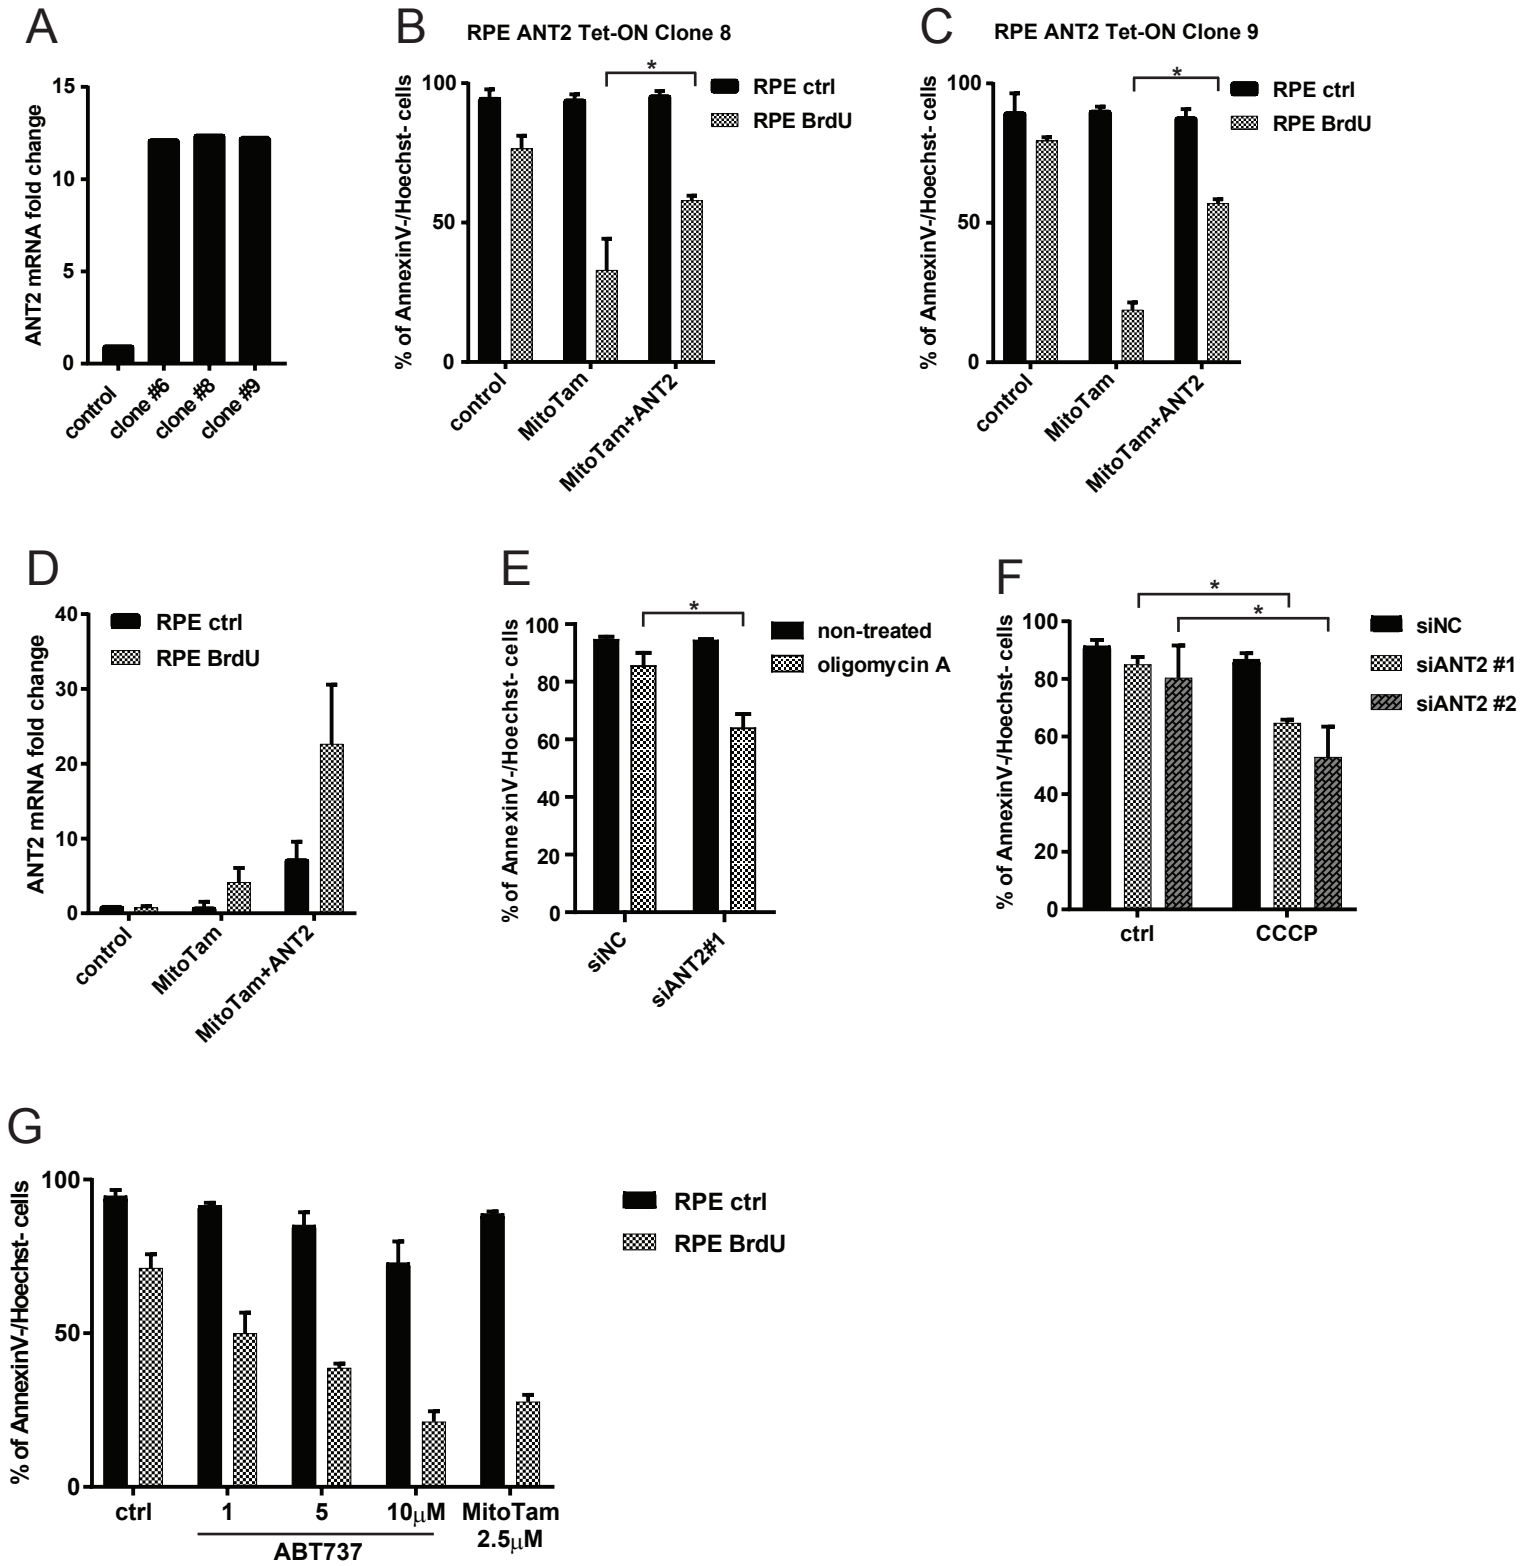 A
ANT2 mRNA fold change
15
10
5
0
control
clone #6
clone #8
clone #9
B
RPE ANT2 Tet-ON Clone 8
% of AnnexinV-/Hoechst- cells
100
50
0
*
RPE ctrl
RPE BrdU
control
MitoTam
MitoTam+ANT2
C
RPE ANT2 Tet-ON Clone 9
% of AnnexinV-/Hoechst- cells
100
50
0
*
RPE ctrl
RPE BrdU
control
MitoTam
MitoTam+ANT2
D
ANT2 mRNA fold change
40
30
20
10
0
RPE ctrl
RPE BrdU
control
MitoTam
MitoTam+ANT2
E
% of AnnexinV-/Hoechst- cells
100
80
60
40
20
0
*
non-treated
oligomycin A
siNC
siANT2#1
F
% of AnnexinV-/Hoechst- cells
100
80
60
40
20
0
*
*
siNC
siANT2 #1
siANT2 #2
ctrl
CCCP
G
% of AnnexinV-/Hoechst- cells
100
50
0
RPE ctrl
RPE BrdU
ctrl
1
5
10μM
MitoTam
2.5μM
ABT737